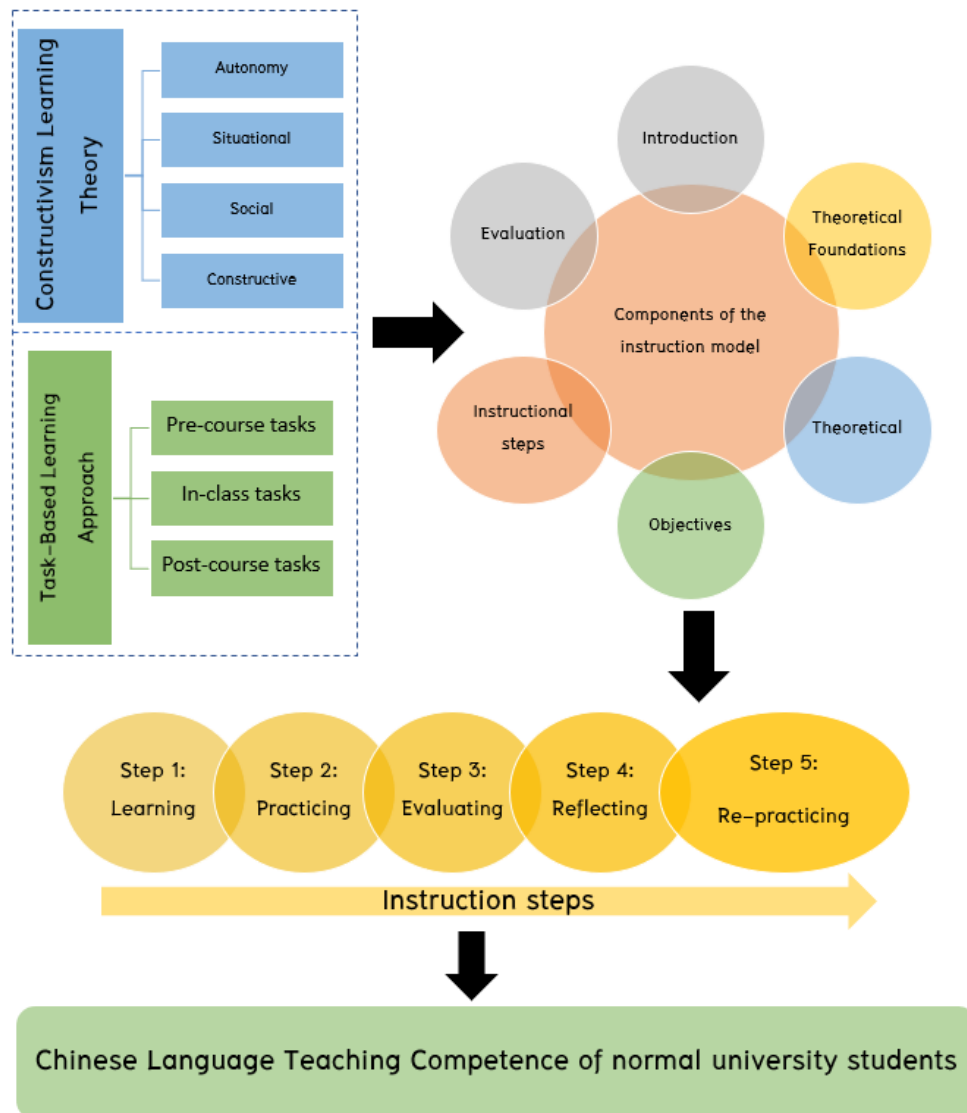 Constructivism Learning
Theory
Autonomy
Situational
Social
Constructive
Task-Based Learning
Approach
Pre-course tasks
In-class tasks
Post-course tasks
Introduction
Evaluation
Theoretical
Foundations
Components of the
instruction model
Instructional
steps
Theoretical
Objectives
Step 1:
Learning
Step 2:
Practicing
Step 3:
Evaluating
Step 4:
Reflecting
Step 5:
Re-practicing
Instruction steps
Chinese Language Teaching Competence of normal university students